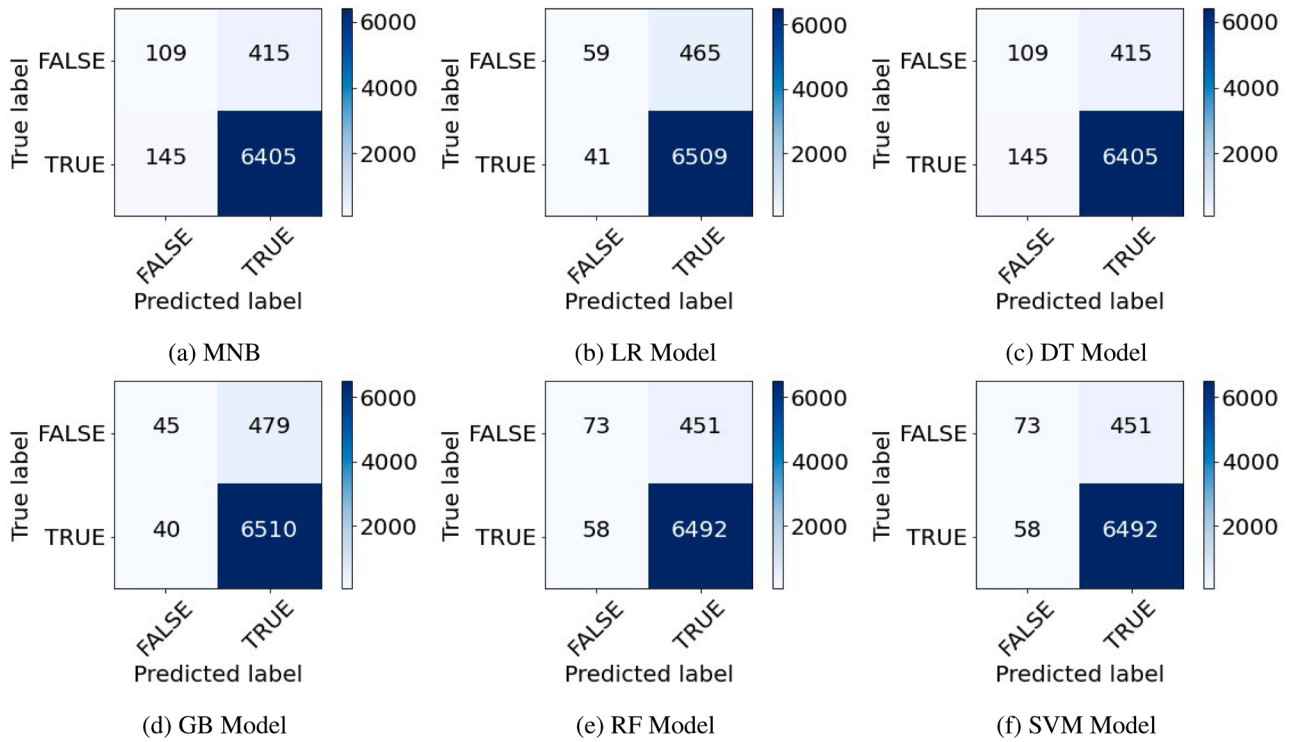 True label
FALSE
TRUE
109
415
145
6405
6000
4000
2000
FALSE
TRUE
Predicted label
(a) MNB
True label
FALSE
TRUE
59
465
41
6509
6000
4000
2000
FALSE
TRUE
Predicted label
(b) LR Model
True label
FALSE
TRUE
109
415
145
6405
6000
4000
2000
FALSE
TRUE
Predicted label
(c) DT Model
True label
FALSE
TRUE
45
479
40
6510
6000
4000
2000
FALSE
TRUE
Predicted label
(d) GB Model
True label
FALSE
TRUE
73
451
58
6492
6000
4000
2000
FALSE
TRUE
Predicted label
(e) RF Model
True label
FALSE
TRUE
73
451
58
6492
6000
4000
2000
FALSE
TRUE
Predicted label
(f) SVM Model